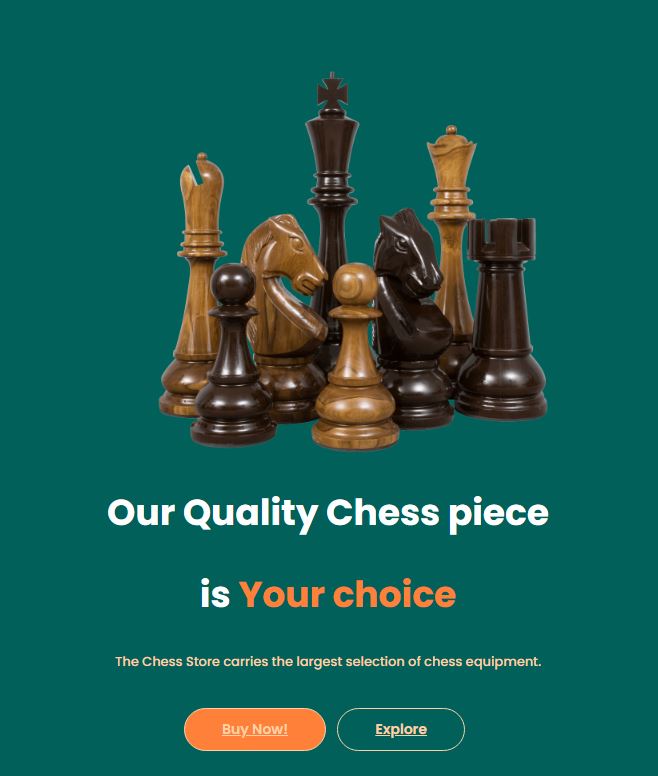 Our Quality Chess piece
is Your choice
The Chess Store carries the largest selection of chess equipment.
Buy Now!
Explore